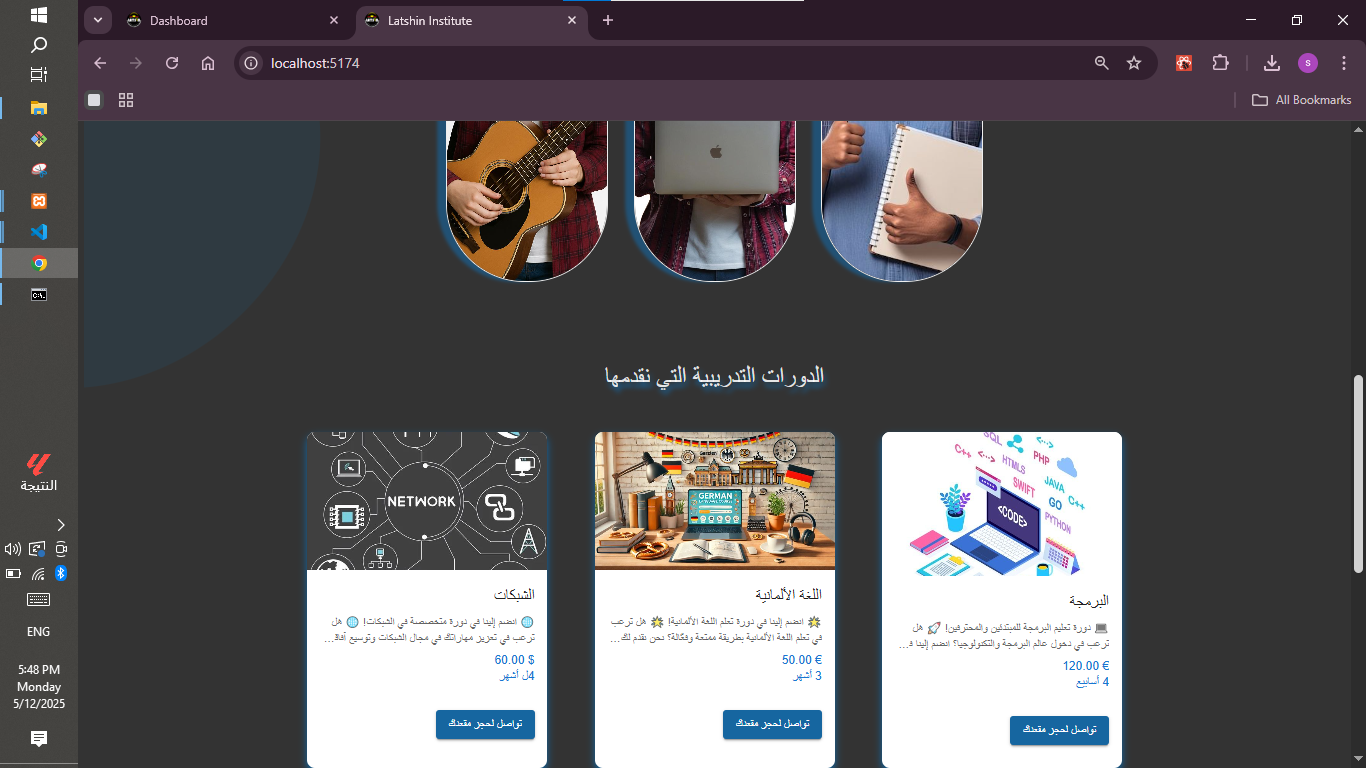 Dashboard
Latshin Institute
localhost:5174
S
All Bookmarks
الدورات التدريبية التي نقدمها
SQL
C++
PHP
HTML5
SWIFT
JAVA
C++
GO
<CODE>
PYTHON
البرمجة
💻 دورة تعليم البرمجة للمبتدئين والمحترفين! 🚀 هل
ترغب في دخول عالم البرمجة والتكنولوجيا؟ انضم إلينا ف...
120.00 €
4 أسابيع
تواصل لحجز مقعدك
GERMAN
اللغة الألمانية
🌟 انضم إلينا في دورة تعلم اللغة الألمانية! 🌟 هل ترغب
في تعلم اللغة الألمانية بطريقة ممتعة وفعّالة؟ نحن نقدم لك...
50.00 €
3 أشهر
تواصل لحجز مقعدك
NETWORK
الشبكات
🌐 انضم إلينا في دورة متخصصة في الشبكات! 🌐 هل
ترغب في تعزيز مهاراتك في مجال الشبكات وتوسيع آفاق...
60.00 $
4ل أشهر
تواصل لحجز مقعدك
النتيجة
ENG
5:48 PM
Monday
5/12/2025